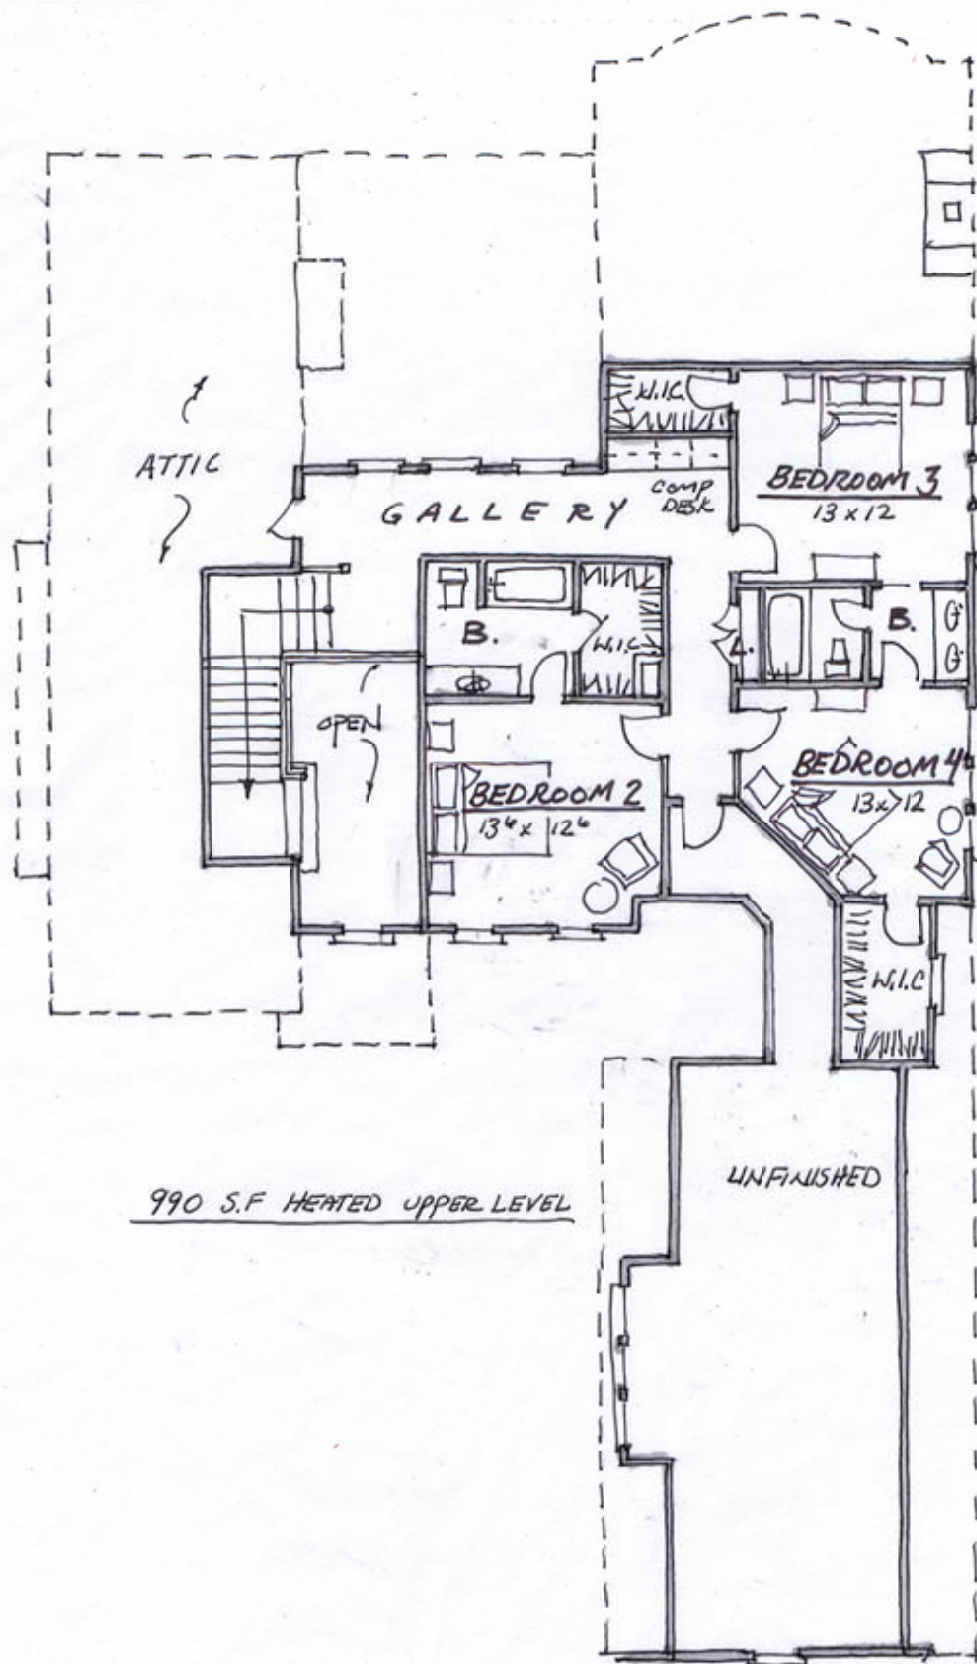 W.I.C.
ATTIC
BEDROOM 3
13 x 12
COMP
DESK
GALLERY
B.
W.I.C
L.
B.
OPEN
BEDROOM 4
13 x 12
BEDROOM 2
13⁶ x 12⁶
W.I.C
UNFINISHED
990 S.F HEATED UPPER LEVEL